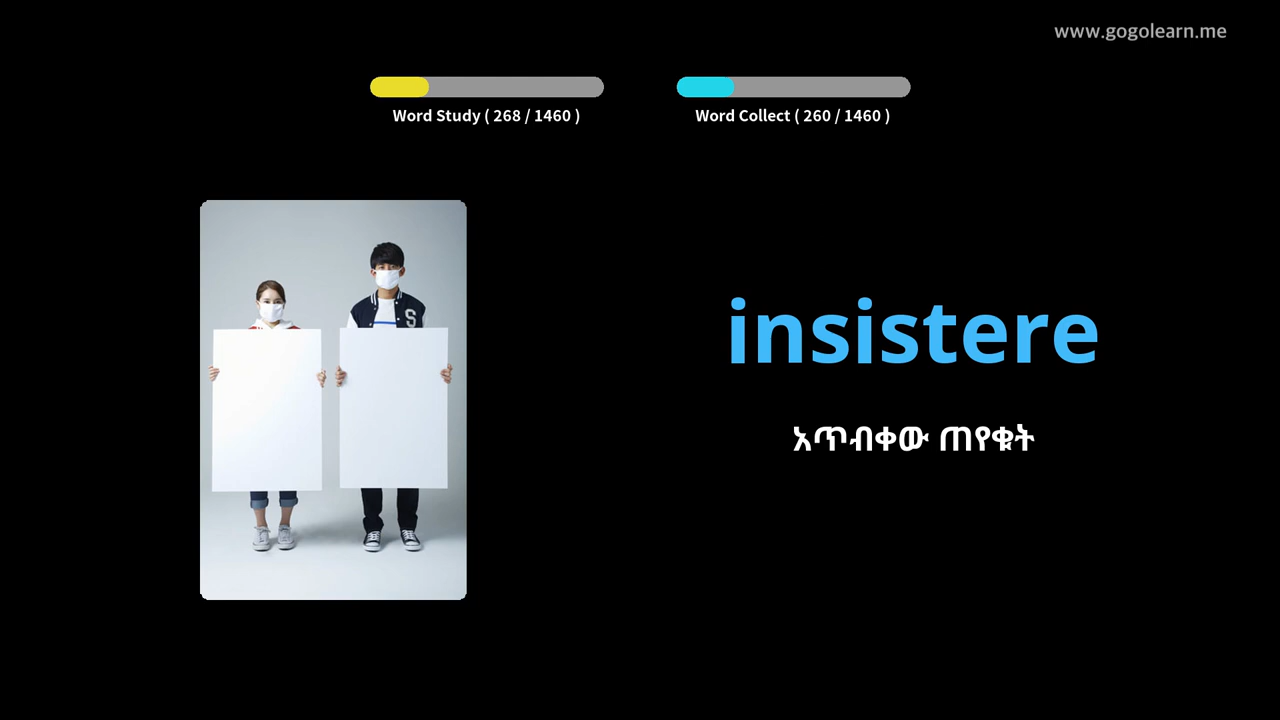 www.gogolearn.me
Word Study ( 268 / 1460 )
Word Collect ( 260 / 1460 )
S
insistere
አጥብቀው ጠየቁት